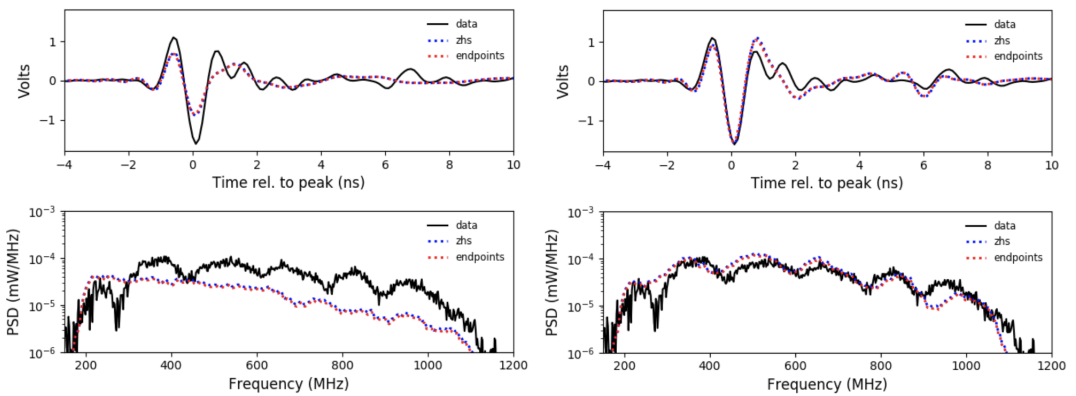 data
zhs
endpoints
1
0
−1
Volts
−4 −2 0 2 4 6 8 10
Time rel. to peak (ns)
data
zhs
endpoints
1
0
−1
Volts
−4 −2 0 2 4 6 8 10
Time rel. to peak (ns)
data
zhs
endpoints
10−3
10−4
10−5
10−6
PSD (mW/MHz)
200 400 600 800 1000 1200
Frequency (MHz)
data
zhs
endpoints
10−3
10−4
10−5
10−6
PSD (mW/MHz)
200 400 600 800 1000 1200
Frequency (MHz)